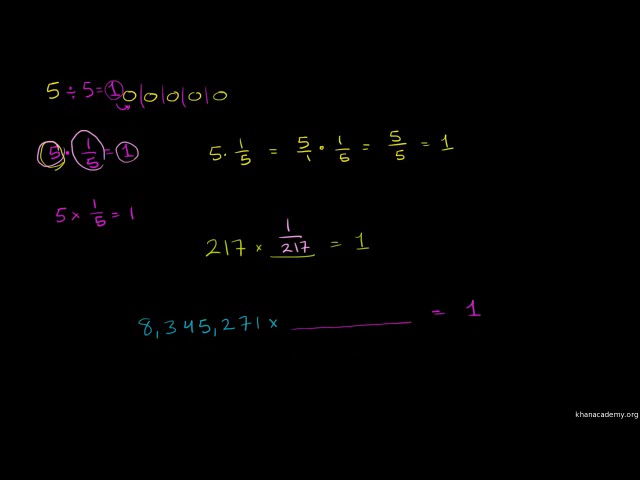 5 ÷ 5 = 1 0|0|0|0|0
5 · 1/5 = 1
5 · 1/5 = 5/1 · 1/5 = 5/5 = 1
5 × 1/5 = 1
217 × 1/217 = 1
8,345,271 × ________ = 1
khanacademy.org